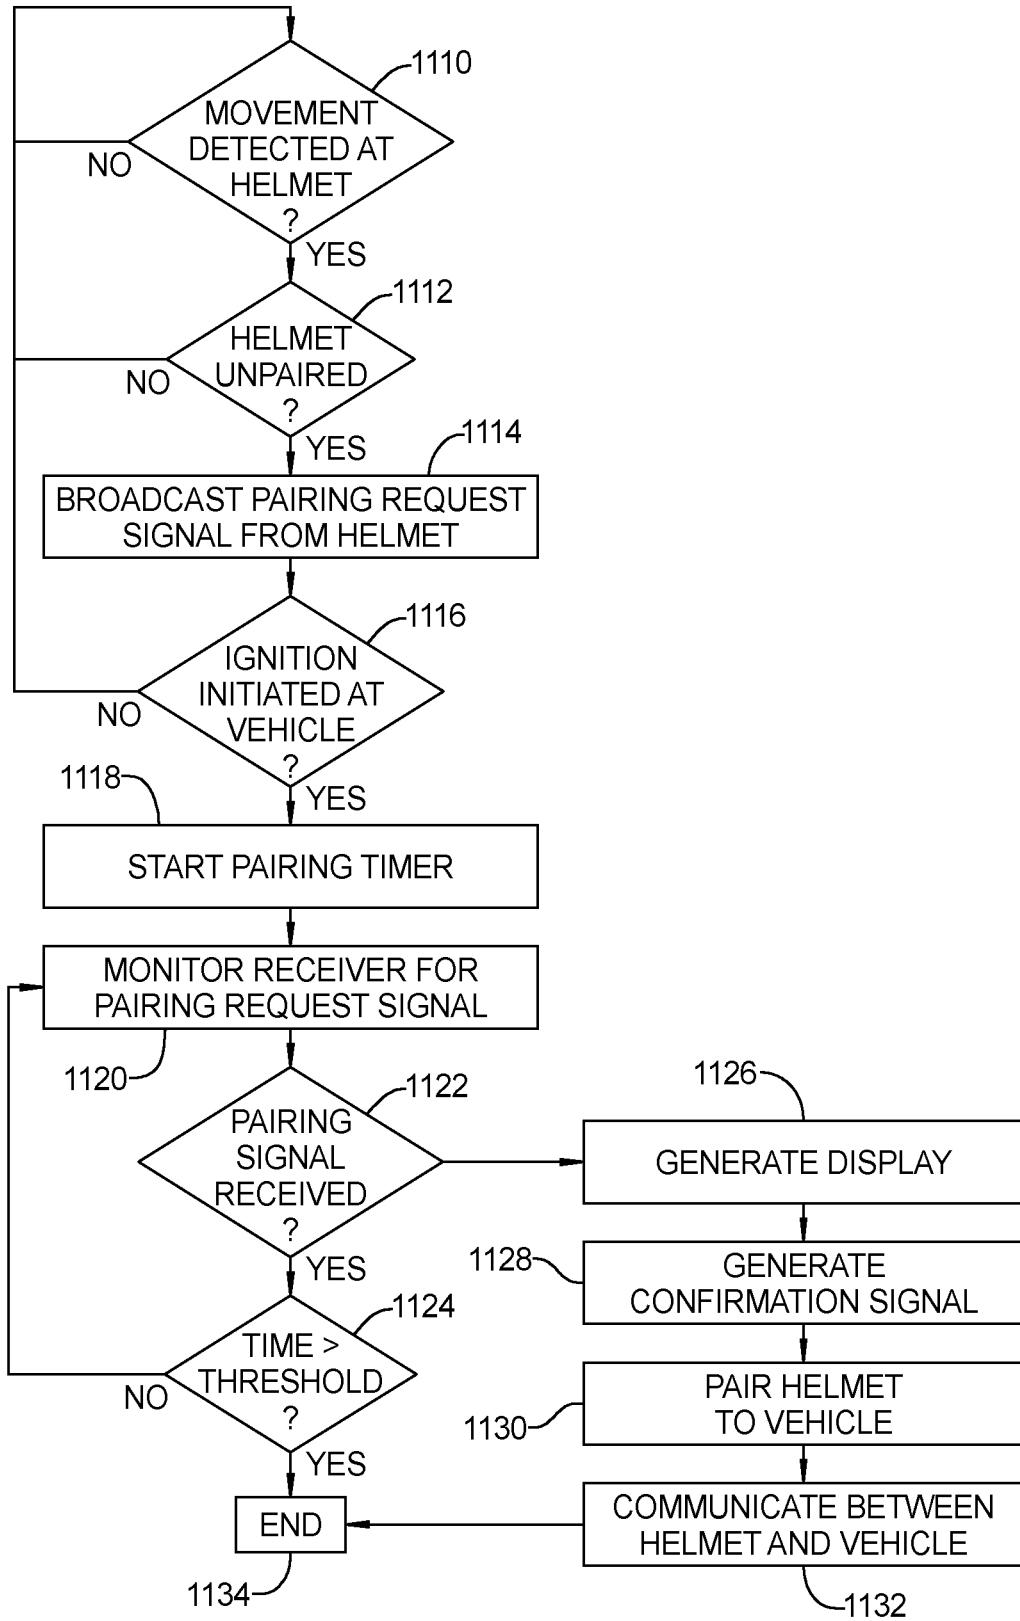 1110
MOVEMENT
DETECTED AT
HELMET
?
NO
YES
1112
HELMET
UNPAIRED
?
NO
YES
1114
BROADCAST PAIRING REQUEST
SIGNAL FROM HELMET
1116
IGNITION
INITIATED AT
VEHICLE
?
NO
YES
1118
START PAIRING TIMER
MONITOR RECEIVER FOR
PAIRING REQUEST SIGNAL
1120
1122
PAIRING
SIGNAL
RECEIVED
?
YES
1124
TIME >
THRESHOLD
?
NO
YES
END
1134
1126
GENERATE DISPLAY
1128
GENERATE
CONFIRMATION SIGNAL
PAIR HELMET
TO VEHICLE
1130
COMMUNICATE BETWEEN
HELMET AND VEHICLE
1132